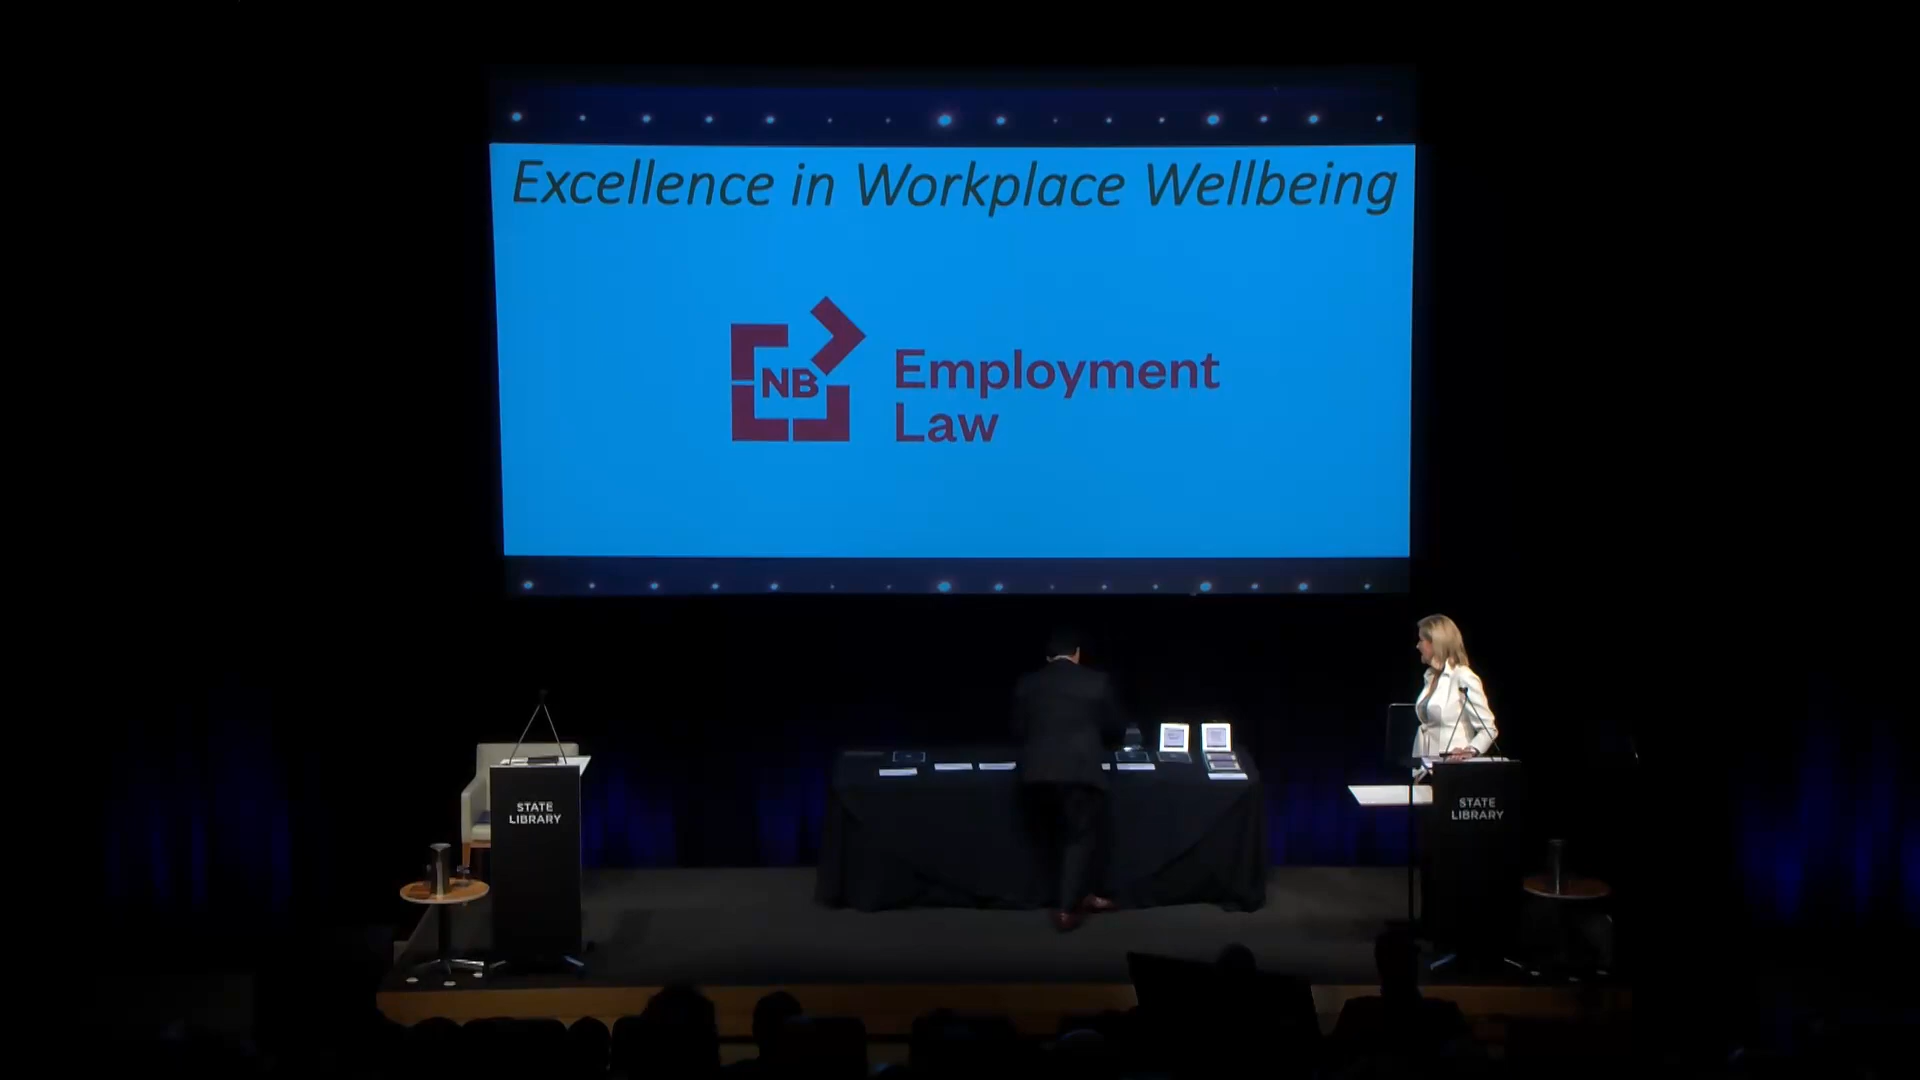 Excellence in Workplace Wellbeing
NB
Employment
Law
STATE
LIBRARY
STATE
LIBRARY